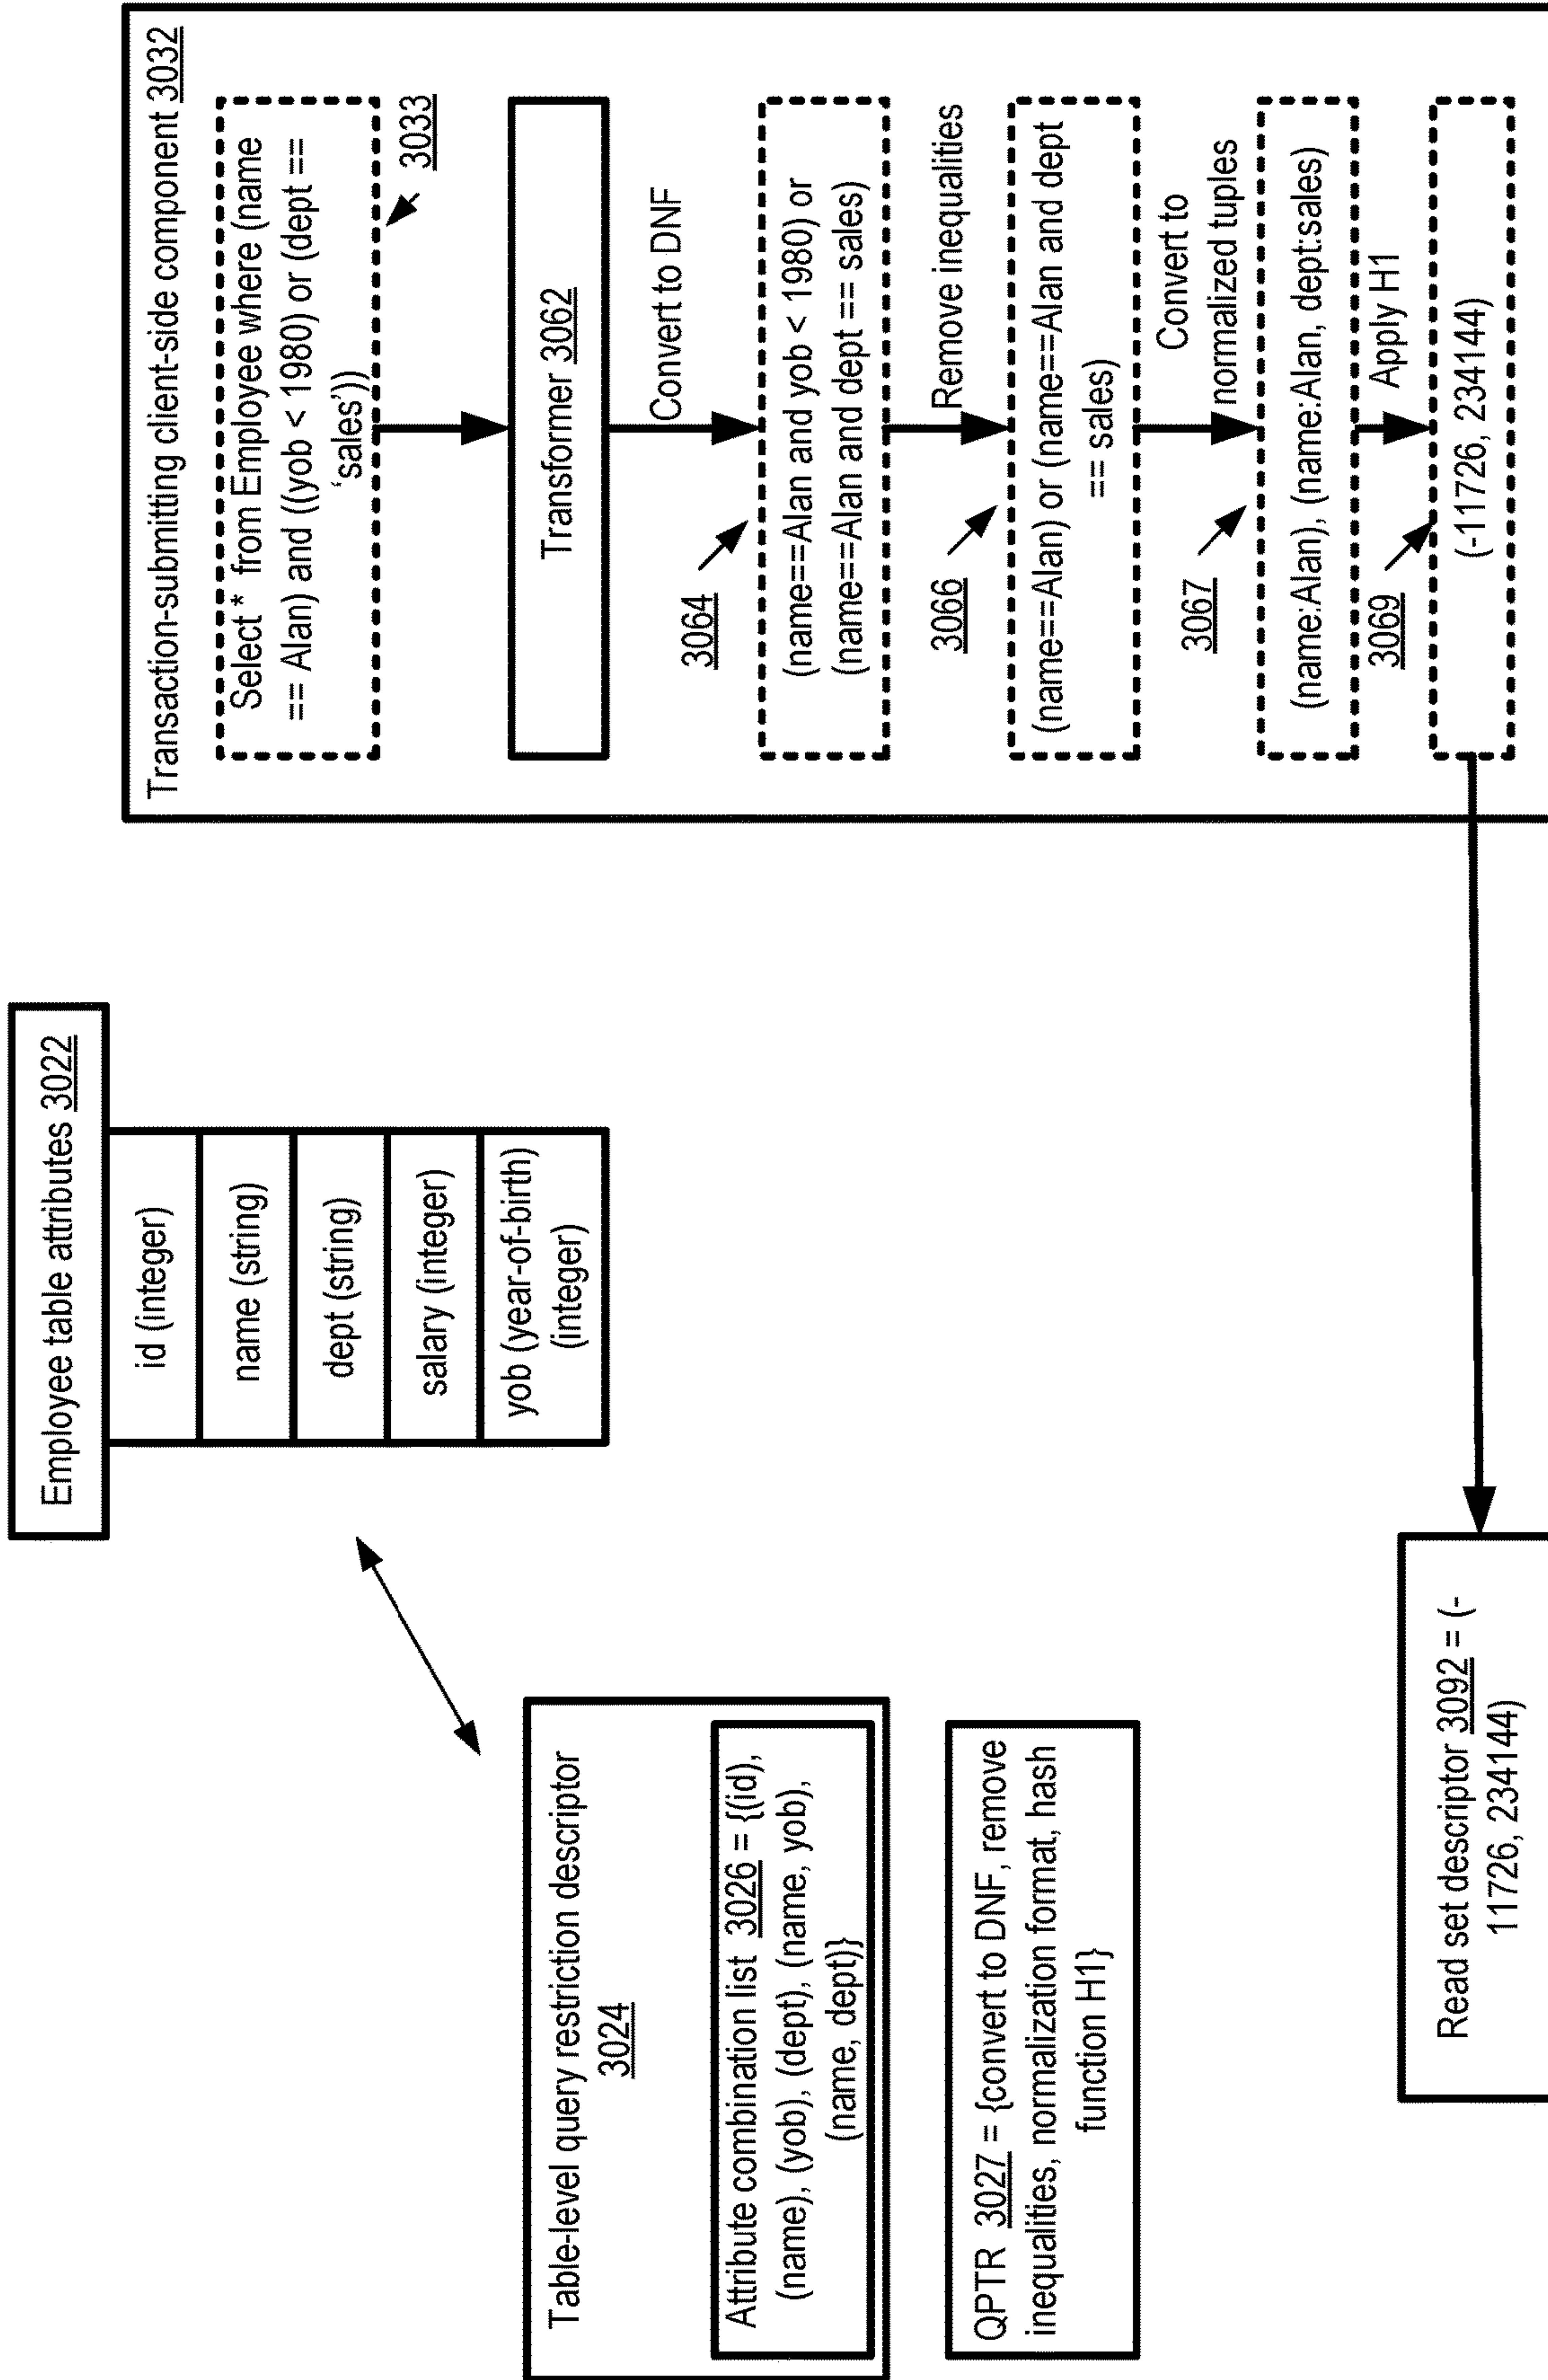 Employee table attributes 3022
id (integer)
name (string)
dept (string)
salary (integer)
yob (year-of-birth)
(integer)
Table-level query restriction descriptor
3024
Attribute combination list 3026 = {(id),
(name), (yob), (dept), (name, yob),
(name, dept)}
QPTR 3027 = {convert to DNF, remove
inequalities, normalization format, hash
function H1}
Read set descriptor 3092 = (-
11726, 234144)
Transaction-submitting client-side component 3032
Select * from Employee where (name
== Alan) and ((yob < 1980) or (dept ==
‘sales’))
3033
Transformer 3062
Convert to DNF
3064
(name==Alan and yob < 1980) or
(name==Alan and dept == sales)
Remove inequalities
3066
(name==Alan) or (name==Alan and dept
== sales)
Convert to
normalized tuples
3067
(name:Alan), (name:Alan, dept:sales)
Apply H1
3069
(-11726, 234144)